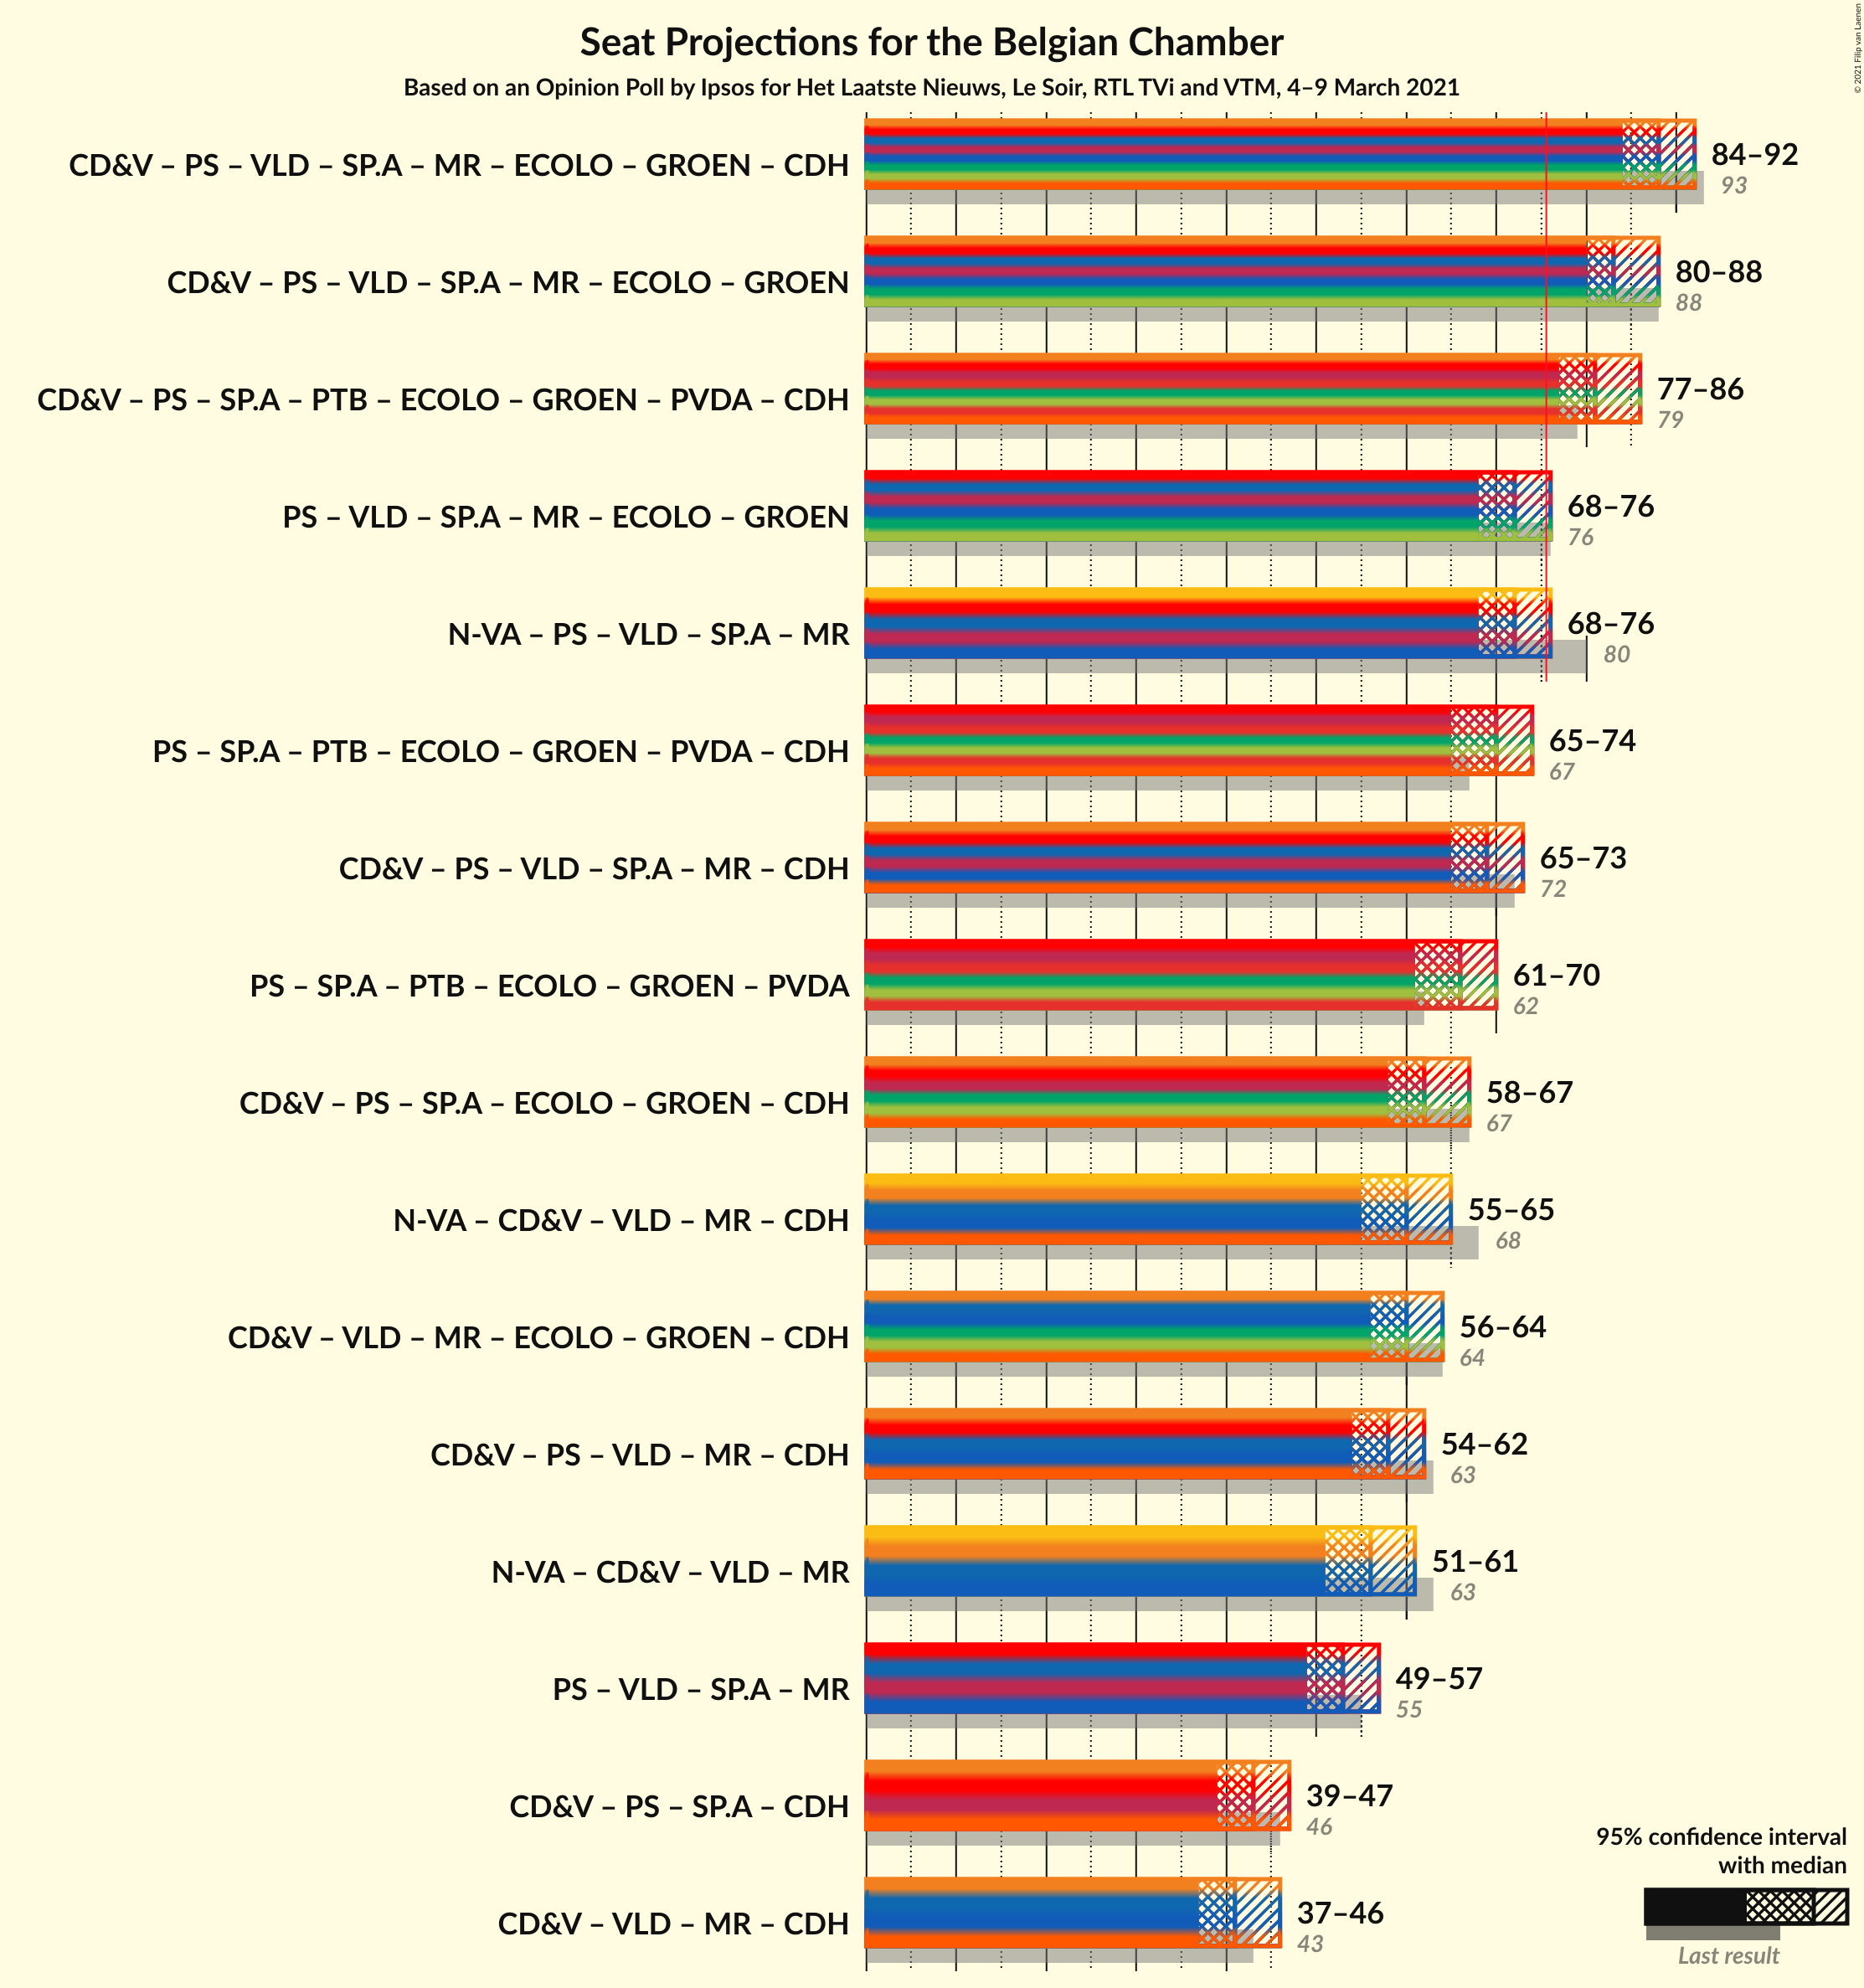 Seat Projections for the Belgian Chamber
Based on an Opinion Poll by Ipsos for Het Laatste Nieuws, Le Soir, RTL TVi and VTM, 4–9 March 2021
© 2021 Filip van Laenen
CD&V – PS – VLD – SP.A – MR – ECOLO – GROEN – CDH
84–92
93
CD&V – PS – VLD – SP.A – MR – ECOLO – GROEN
80–88
88
CD&V – PS – SP.A – PTB – ECOLO – GROEN – PVDA – CDH
77–86
79
PS – VLD – SP.A – MR – ECOLO – GROEN
68–76
76
N-VA – PS – VLD – SP.A – MR
68–76
80
PS – SP.A – PTB – ECOLO – GROEN – PVDA – CDH
65–74
67
CD&V – PS – VLD – SP.A – MR – CDH
65–73
72
PS – SP.A – PTB – ECOLO – GROEN – PVDA
61–70
62
CD&V – PS – SP.A – ECOLO – GROEN – CDH
58–67
67
N-VA – CD&V – VLD – MR – CDH
55–65
68
CD&V – VLD – MR – ECOLO – GROEN – CDH
56–64
64
CD&V – PS – VLD – MR – CDH
54–62
63
N-VA – CD&V – VLD – MR
51–61
63
PS – VLD – SP.A – MR
49–57
55
CD&V – PS – SP.A – CDH
39–47
46
CD&V – VLD – MR – CDH
37–46
43
95% confidence interval
with median
Last result